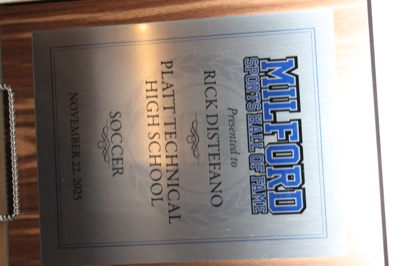 MILFORD
SPORTS HALL OF FAME
Presented to
RICK DISTEFANO
PLATT TECHNICAL
HIGH SCHOOL
SOCCER
NOVEMBER 22, 2025